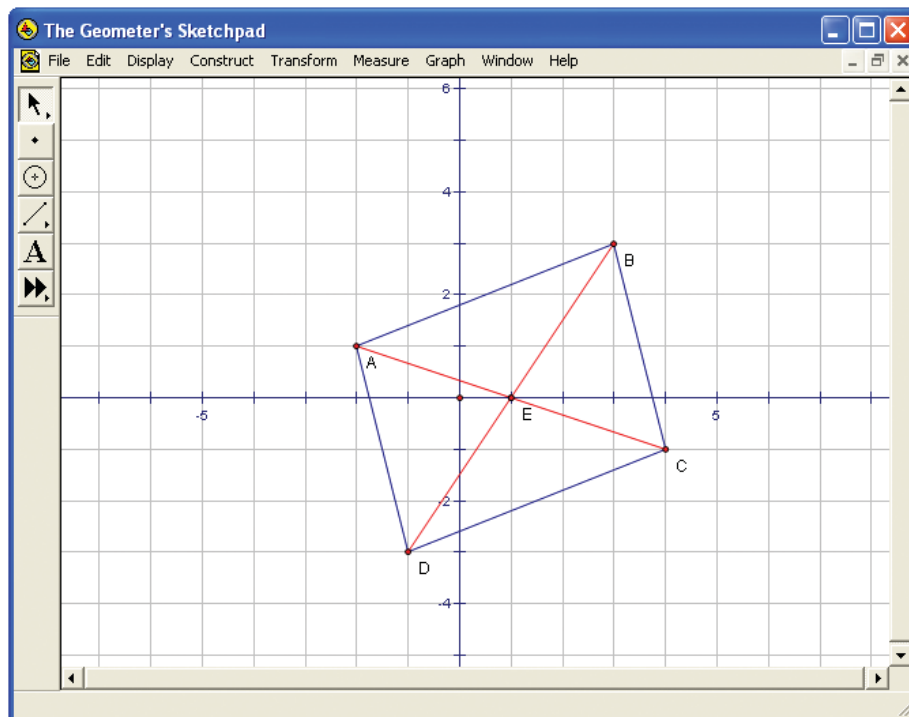 The Geometer's Sketchpad
File Edit Display Construct Transform Measure Graph Window Help
A
6
4
B
2
A
-5
E
5
C
-2
D
-4